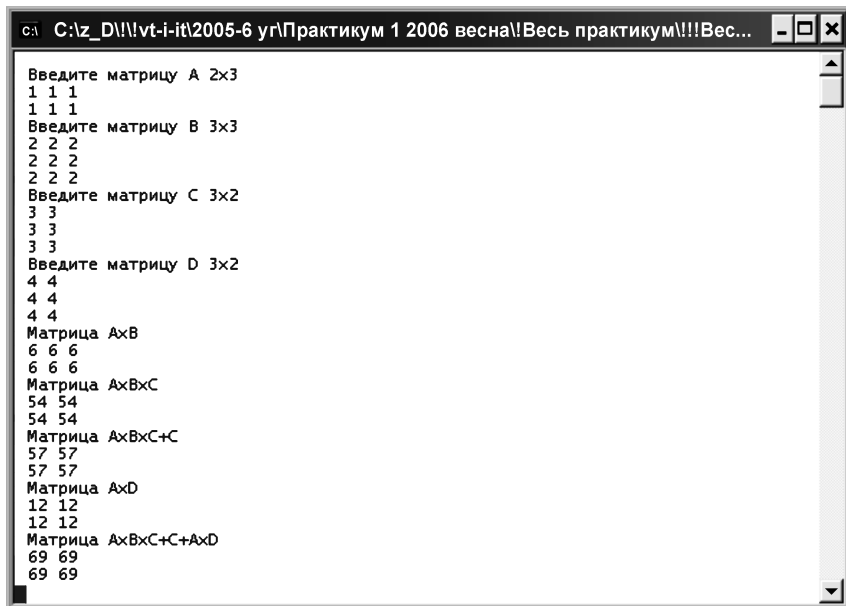 C:\ C:\z_D\!\!vt-i-it\2005-6 уг\Практикум 1 2006 весна\!Весь практикум\!!!Вес...
Введите матрицу A 2x3
1 1 1
1 1 1
Введите матрицу B 3x3
2 2 2
2 2 2
2 2 2
Введите матрицу C 3x2
3 3
3 3
3 3
Введите матрицу D 3x2
4 4
4 4
4 4
Матрица AxB
6 6 6
6 6 6
Матрица AxBxC
54 54
54 54
Матрица AxBxC+C
57 57
57 57
Матрица AxD
12 12
12 12
Матрица AxBxC+C+AxD
69 69
69 69